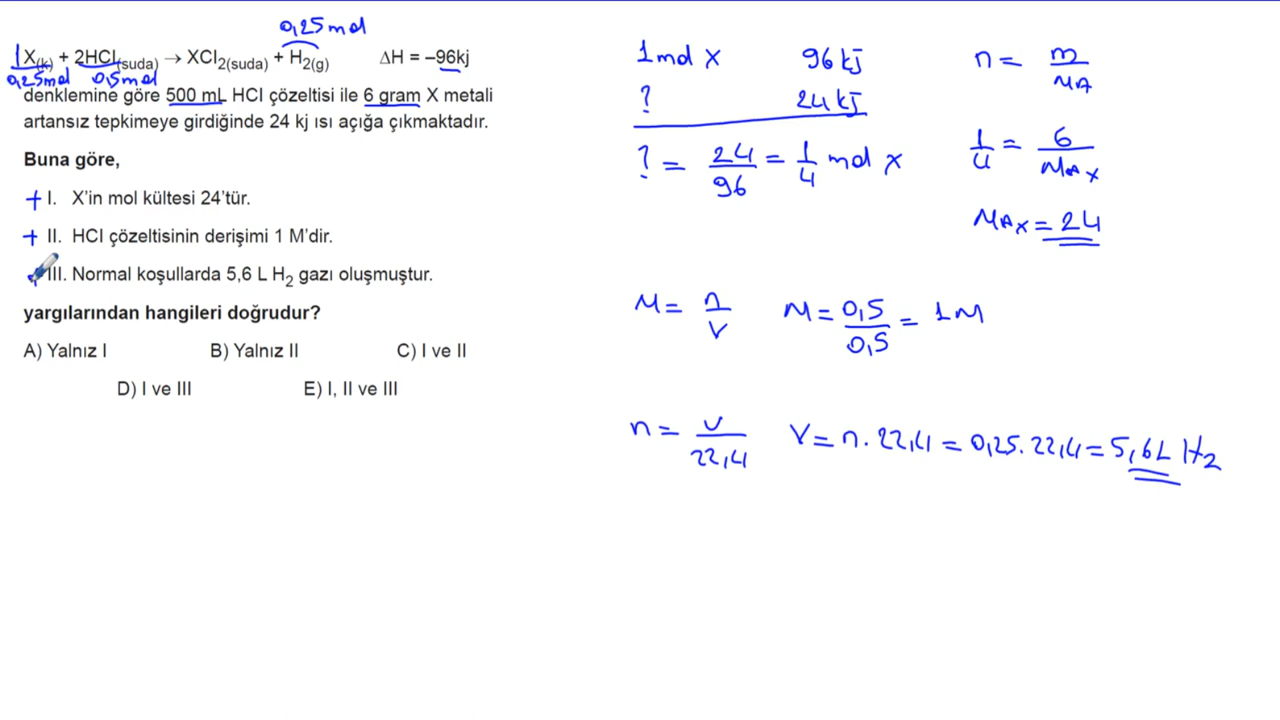 0,25 mol
1X(k) + 2HCl(suda) → XCl2(suda) + H2(g) ΔH = –96kj
0,25mol 0,5mol
denklemine göre 500 mL HCl çözeltisi ile 6 gram X metali
artansız tepkimeye girdiğinde 24 kj ısı açığa çıkmaktadır.
Buna göre,
+ I. X'in mol kültesi 24'tür.
+ II. HCl çözeltisinin derişimi 1 M'dir.
III. Normal koşullarda 5,6 L H2 gazı oluşmuştur.
yargılarından hangileri doğrudur?
A) Yalnız I B) Yalnız II C) I ve II
D) I ve III E) I, II ve III
1mol X 96 kj
? 24 kj
? = 24/96 = 1/4 mol X
n = m/MA
1/4 = 6/MAX
MAX = 24
M = n/V M = 0,5/0,5 = 1M
n = V/22,4 V = n. 22,4 = 0,25. 22,4 = 5,6L H2